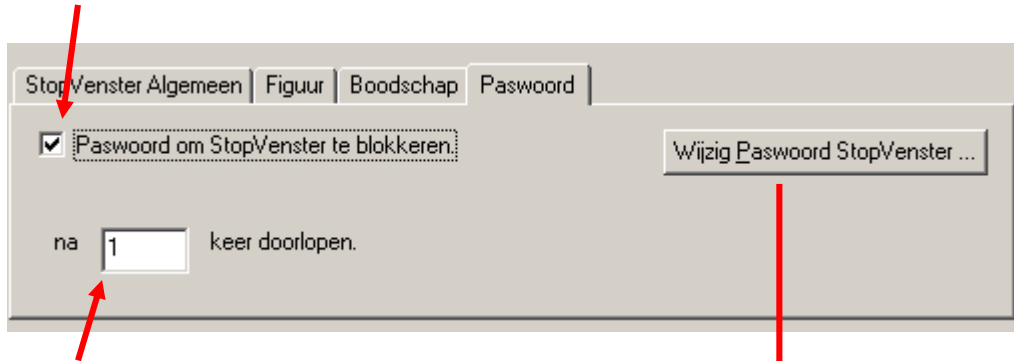 StopVenster Algemeen Figuur Boodschap Paswoord
Paswoord om StopVenster te blokkeren. Wijzig Paswoord StopVenster ...
na 1 keer doorlopen.